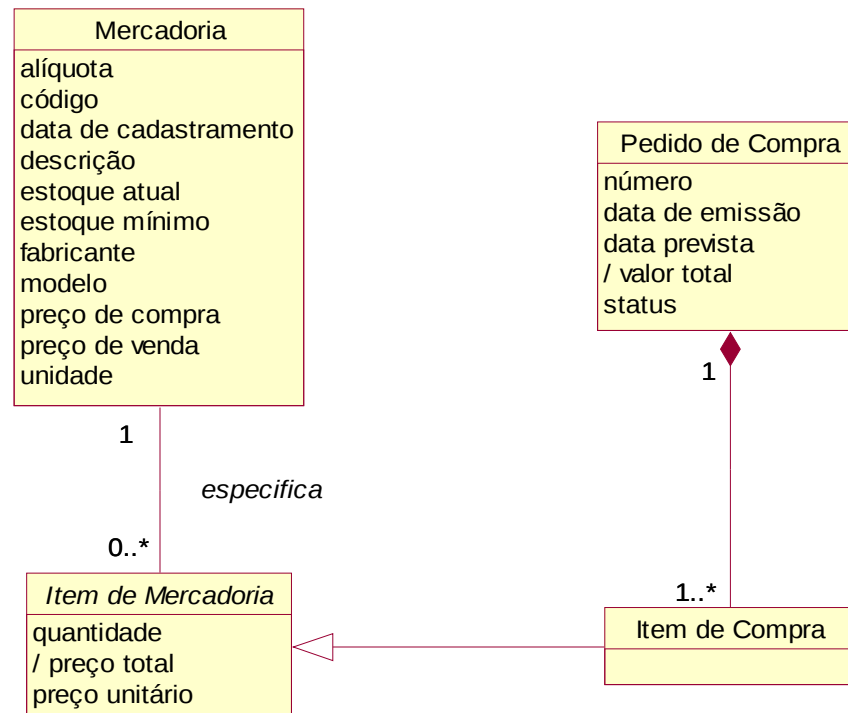 Mercadoria
alíquota
código
data de cadastramento
descrição
estoque atual
estoque mínimo
fabricante
modelo
preço de compra
preço de venda
unidade
1
especifica
0..*
Item de Mercadoria
quantidade
/ preço total
preço unitário
Pedido de Compra
número
data de emissão
data prevista
/ valor total
status
1
1..*
Item de Compra